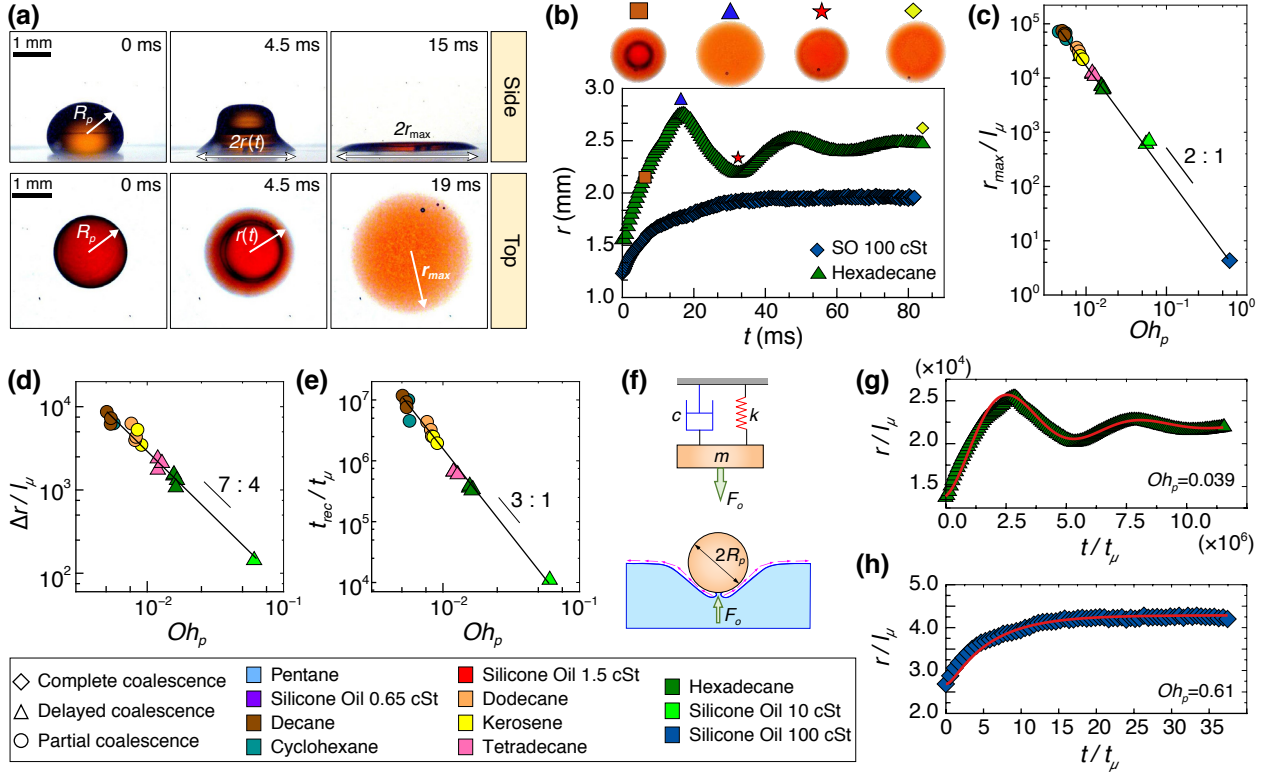 (a)
1 mm
0 ms
4.5 ms
15 ms
Side
R_p
2r(t)
2r_max
1 mm
0 ms
4.5 ms
19 ms
Top
R_p
r(t)
r_max
(b)
r (mm)
3.0
2.5
2.0
1.5
1.0
SO 100 cSt
Hexadecane
0 20 40 60 80
t (ms)
(c)
r_max / l_μ
10^5
10^4
10^3
10^2
10^1
10^0
2 : 1
10^−2 10^−1 10^0
Oh_p
(d)
Δr / l_μ
10^4
10^3
10^2
7 : 4
10^−2 10^−1
Oh_p
(e)
t_rec / t_μ
10^7
10^6
10^5
10^4
3 : 1
10^−2 10^−1
Oh_p
(f)
c
k
m
F_o
2R_p
F_o
(g)
(×10^4)
r / l_μ
2.5
2.0
1.5
Oh_p=0.039
0.0 2.5 5.0 7.5 10.0
t / t_μ
(×10^6)
(h)
r / l_μ
5.0
4.0
3.0
2.0
Oh_p=0.61
0 5 10 15 20 25 30 35
t / t_μ
Complete coalescence
Delayed coalescence
Partial coalescence
Pentane
Silicone Oil 0.65 cSt
Decane
Cyclohexane
Silicone Oil 1.5 cSt
Dodecane
Kerosene
Tetradecane
Hexadecane
Silicone Oil 10 cSt
Silicone Oil 100 cSt